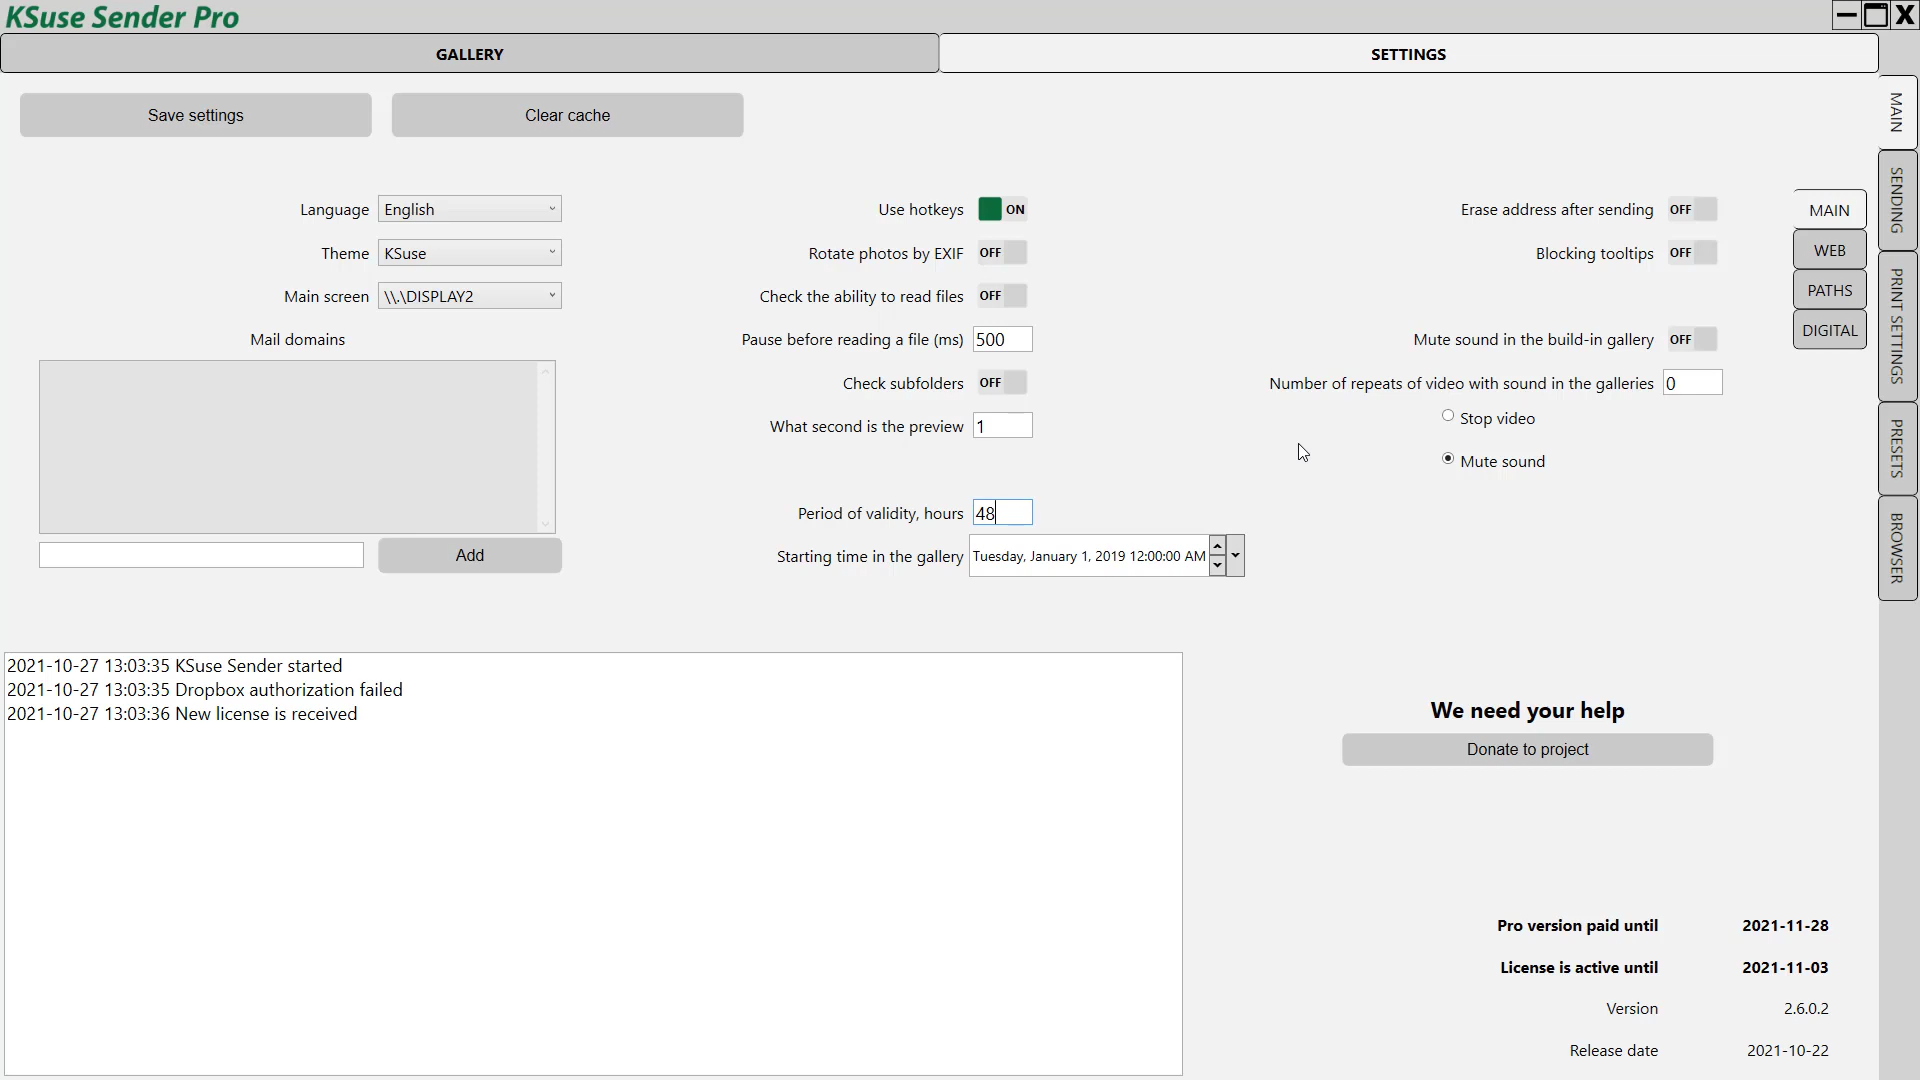 KSuse Sender Pro
GALLERY
SETTINGS
Save settings
Clear cache
Language English
Theme KSuse
Main screen \\.\DISPLAY2
Mail domains
Add
Use hotkeys ON
Rotate photos by EXIF OFF
Check the ability to read files OFF
Pause before reading a file (ms) 500
Check subfolders OFF
What second is the preview 1
Period of validity, hours 48
Starting time in the gallery Tuesday, January 1, 2019 12:00:00 AM
Erase address after sending OFF
Blocking tooltips OFF
Mute sound in the build-in gallery OFF
Number of repeats of video with sound in the galleries 0
Stop video
Mute sound
MAIN
WEB
PATHS
DIGITAL
MAIN
SENDING
PRINT SETTINGS
PRESETS
BROWSER
2021-10-27 13:03:35 KSuse Sender started
2021-10-27 13:03:35 Dropbox authorization failed
2021-10-27 13:03:36 New license is received
We need your help
Donate to project
Pro version paid until 2021-11-28
License is active until 2021-11-03
Version 2.6.0.2
Release date 2021-10-22